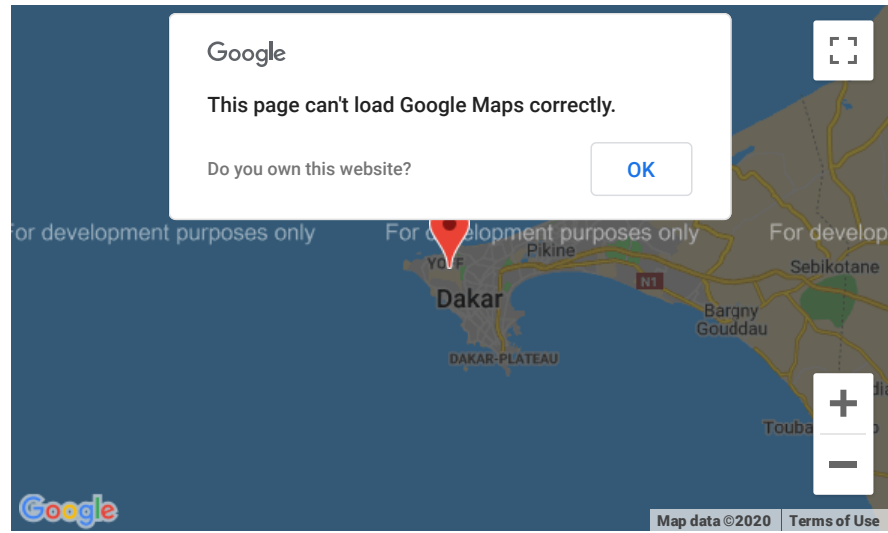 Google
This page can't load Google Maps correctly.
Do you own this website?
OK
For development purposes only
For development purposes only
For develop
YOFF
Pikine
Sebikotane
N1
Dakar
Bargny
Gouddau
DAKAR-PLATEAU
Touba
Google
Map data ©2020
Terms of Use